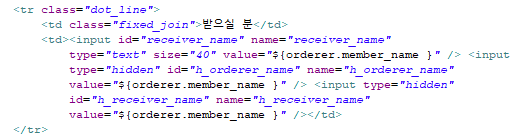 <tr class="dot_line">
<td class="fixed_join">받으실 분</td>
<td><input id="receiver_name" name="receiver_name"
type="text" size="40" value="${orderer.member_name }" /> <input
type="hidden" id="h_orderer_name" name="h_orderer_name"
value="${orderer.member_name }" /> <input type="hidden"
id="h_receiver_name" name="h_receiver_name"
value="${orderer.member_name }" /></td>
</tr>